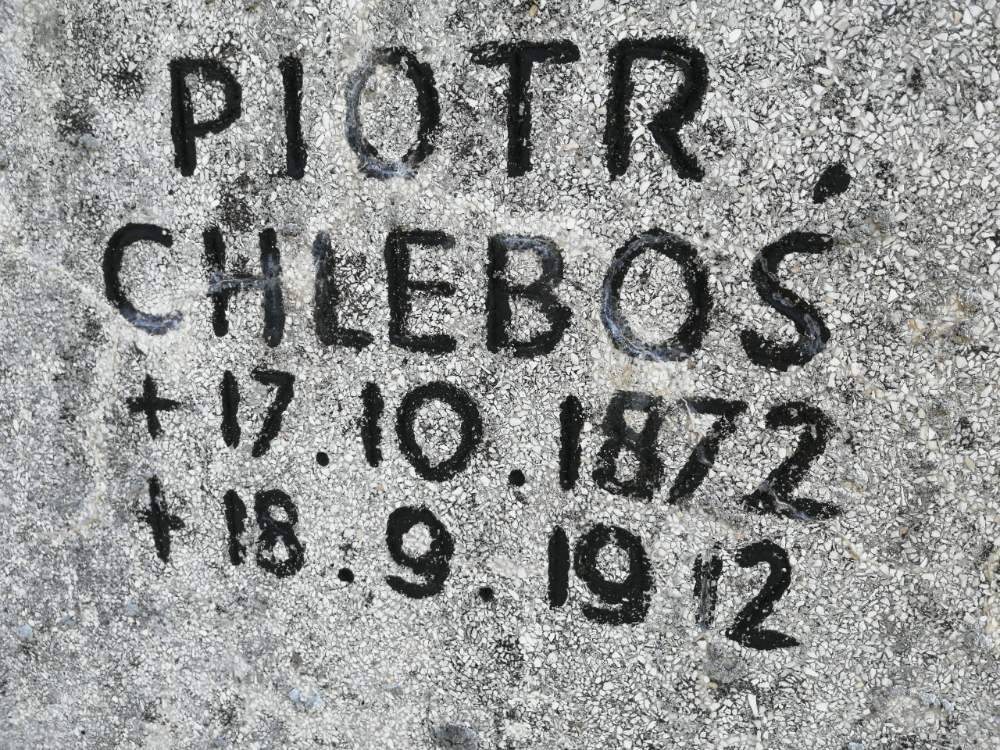 PIOTR
CHLEBOŚ
+ 17.10.1872
+ 18.9.1912